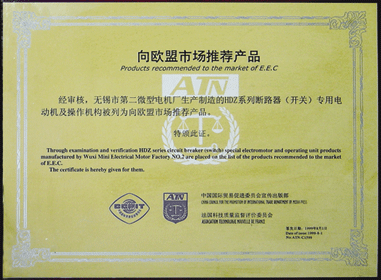 向欧盟市场推荐产品
Products recommended to the market of E.E.C
ATN
经审核，无锡市第二微型电机厂生产制造的HDZ系列断路器（开关）专用电
动机及操作机构被列为向欧盟市场推荐产品。
特颁此证。
Through examination and verification HDZ series circuit breaker (switch) special electromotor and operating unit products
manufactured by Wuxi Mini Electrical Motor Factory NO.2 are placed on the list of the products recommended to the market
of E.E.C.
The certificate is hereby given for them.
CCPIT
ATN
中国国际贸易促进委员会宣传出版部
法国科技质量监督评价委员会
ASSOCIATION TECHNOLOGIQUE NOUVELLE DE FRANCE